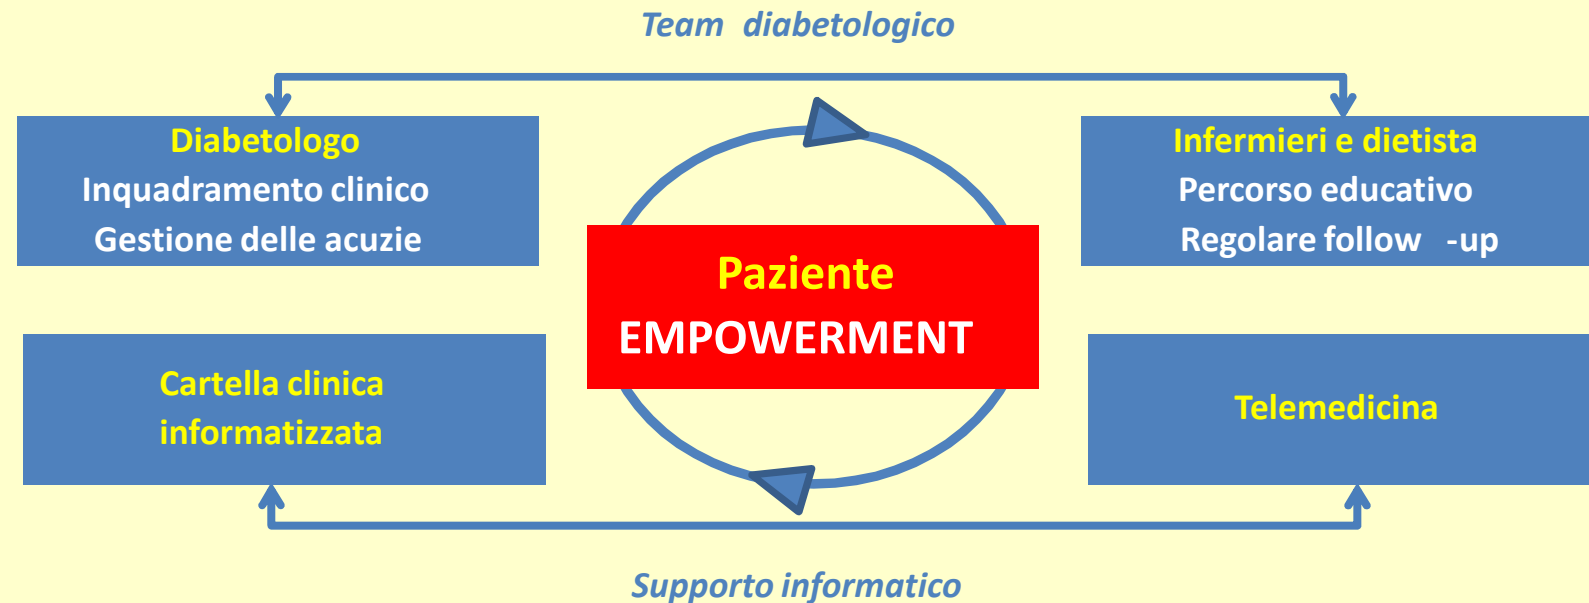 Team diabetologico
Diabetologo
Inquadramento clinico
Gestione delle acuzie
Infermieri e dietista
Percorso educativo
Regolare follow -up
Paziente
EMPOWERMENT
Cartella clinica
informatizzata
Telemedicina
Supporto informatico